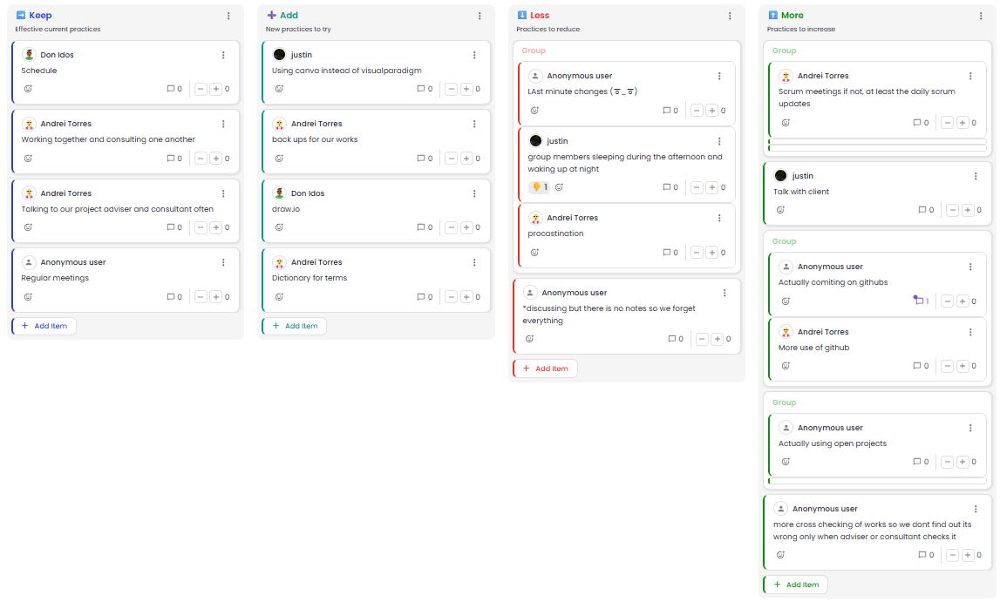 Keep
Effective current practices
Don Idos
Schedule
0
0
Andrei Torres
Working together and consulting one another
0
0
Andrei Torres
Talking to our project adviser and consultant often
0
0
Anonymous user
Regular meetings
0
0
+ Add Item
Add
New practices to try
justin
Using canva instead of visualparadigm
0
0
Andrei Torres
back ups for our works
0
0
Don Idos
draw.io
0
0
Andrei Torres
Dictionary for terms
0
0
+ Add Item
Less
Practices to reduce
Group
Anonymous user
LAst minute changes (ᅙ_ᅙ)
0
0
justin
group members sleeping during the afternoon and
waking up at night
1
0
0
Andrei Torres
procastination
0
0
Anonymous user
*discussing but there is no notes so we forget
everything
0
0
+ Add Item
More
Practices to increase
Group
Andrei Torres
Scrum meetings if not, at least the daily scrum
updates
0
0
justin
Talk with client
0
0
Group
Anonymous user
Actually comiting on githubs
1
0
Andrei Torres
More use of github
0
0
Group
Anonymous user
Actually using open projects
0
0
Anonymous user
more cross checking of works so we dont find out its
wrong only when adviser or consultant checks it
0
0
+ Add Item